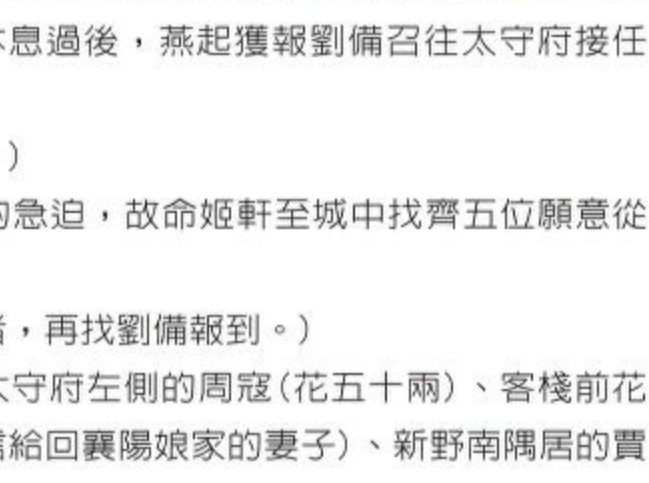 息過後，燕起獲報劉備召往太守府接任
）
的急迫，故命姬軒至城中找齊五位願意從
，再找劉備報到。）
太守府左側的周寇（花五十兩）、客棧前花
給回襄陽娘家的妻子）、新野南隅居的賈